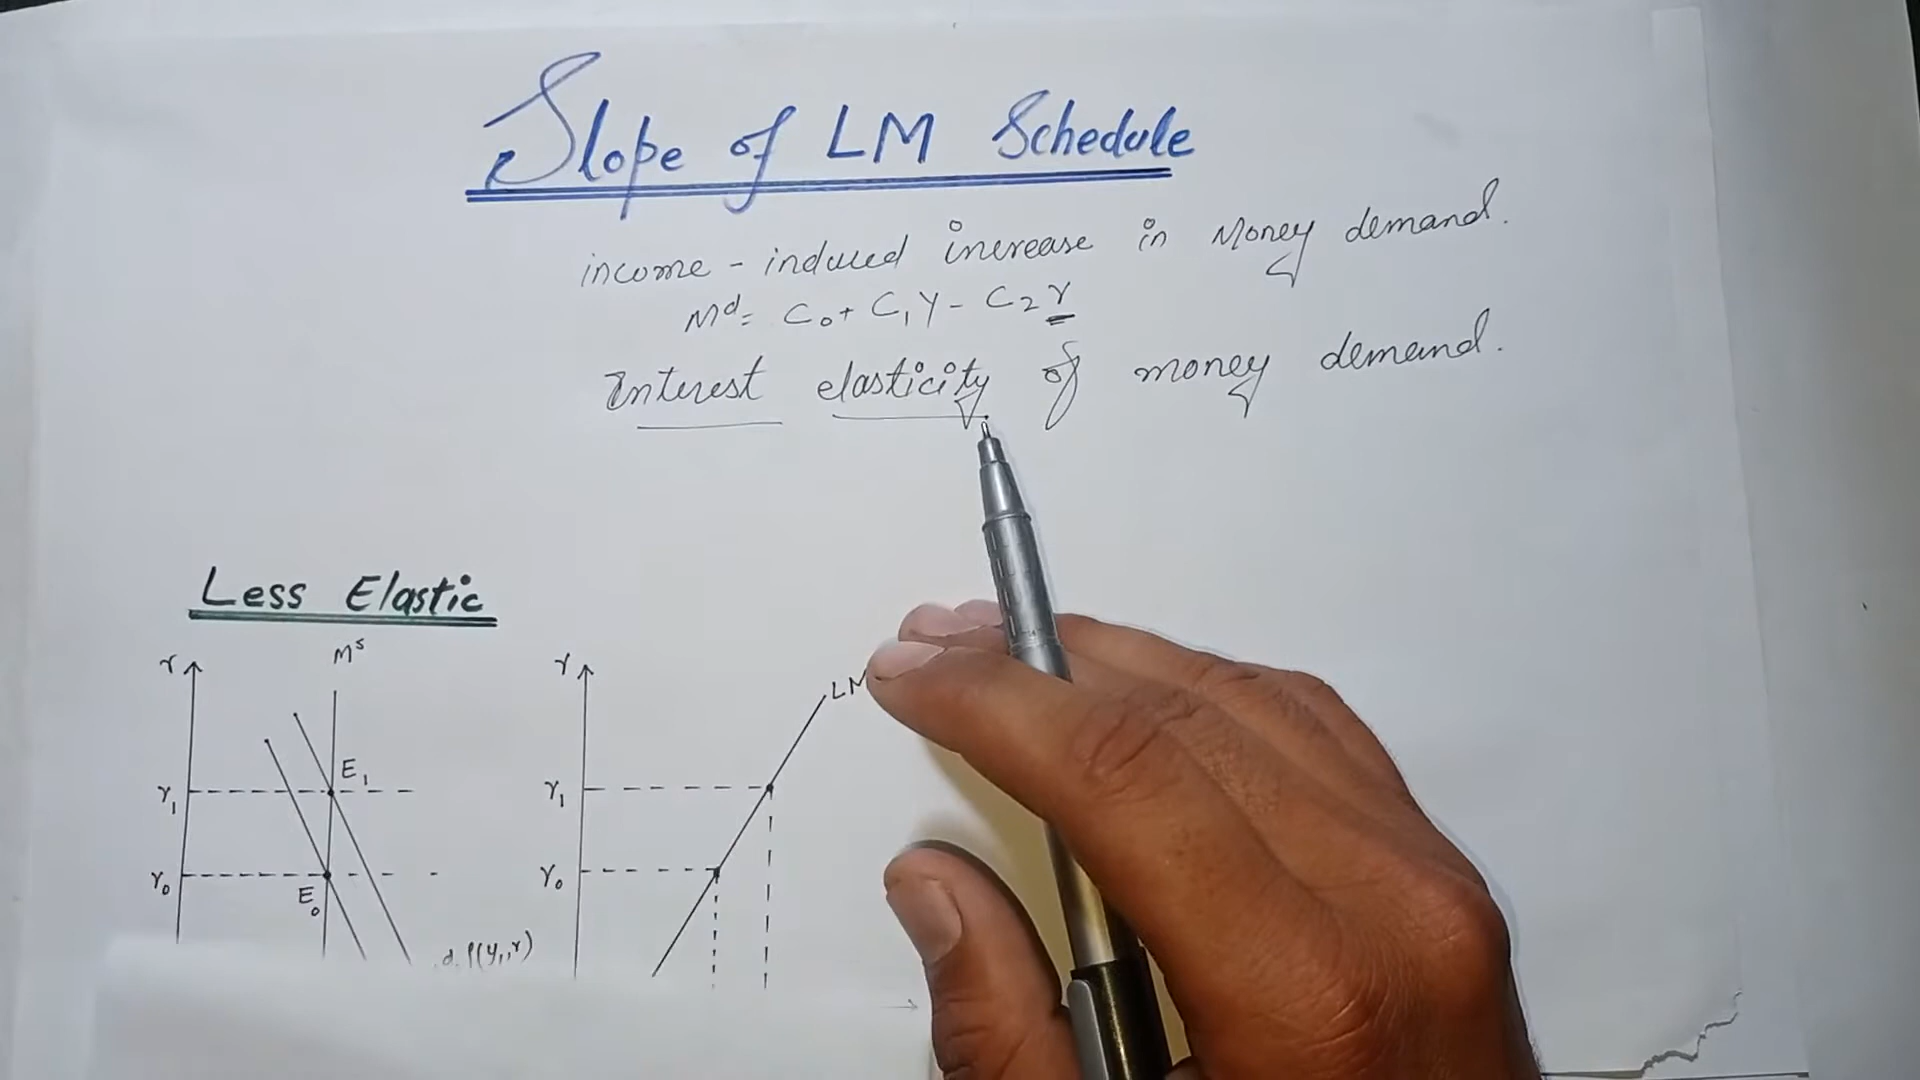 Slope of LM Schedule
income-induced increase in Money demand.
Mᵈ = C₀ + C₁Y - C₂r
Interest elasticity of money demand.
Less Elastic
r Mˢ
r LM
E₁
r₁ r₁
r₀ r₀
E₀
f(y₁,r)